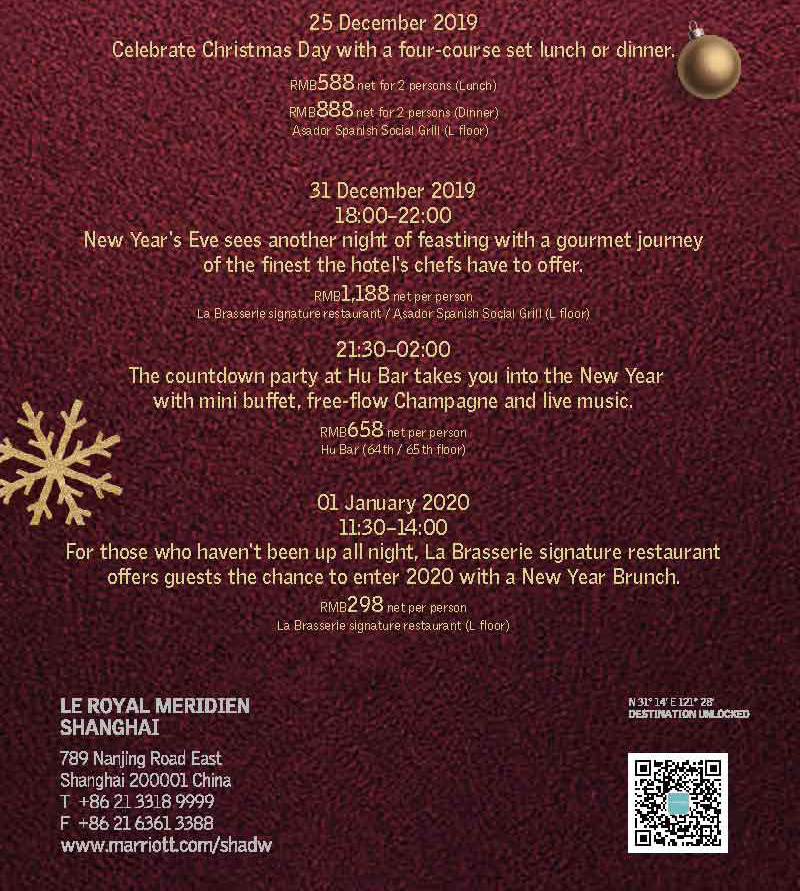 25 December 2019
Celebrate Christmas Day with a four-course set lunch or dinner.
RMB588 net for 2 persons (Lunch)
RMB888 net for 2 persons (Dinner)
Asador Spanish Social Grill (L floor)
31 December 2019
18:00–22:00
New Year's Eve sees another night of feasting with a gourmet journey
of the finest the hotel's chefs have to offer.
RMB1,188 net per person
La Brasserie signature restaurant / Asador Spanish Social Grill (L floor)
21:30–02:00
The countdown party at Hu Bar takes you into the New Year
with mini buffet, free-flow Champagne and live music.
RMB658 net per person
Hu Bar (64th / 65th floor)
01 January 2020
11:30–14:00
For those who haven't been up all night, La Brasserie signature restaurant
offers guests the chance to enter 2020 with a New Year Brunch.
RMB298 net per person
La Brasserie signature restaurant (L floor)
LE ROYAL MERIDIEN
SHANGHAI
789 Nanjing Road East
Shanghai 200001 China
T +86 21 3318 9999
F +86 21 6361 3388
www.marriott.com/shadw
N 31° 14' E 121° 28'
DESTINATION UNLOCKED